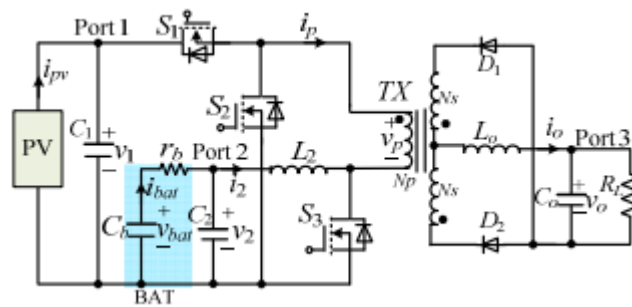 Port 1
S1
ip
ipv
PV
C1
+
v1
−
S2
rb
Port 2
ibat
i2
L2
Cb
+
vbat
−
C2
+
v2
−
BAT
S3
TX
+
vp
−
Np
Ns
D1
Lo
io
Port 3
Ns
Co
+
vo
−
RL
D2